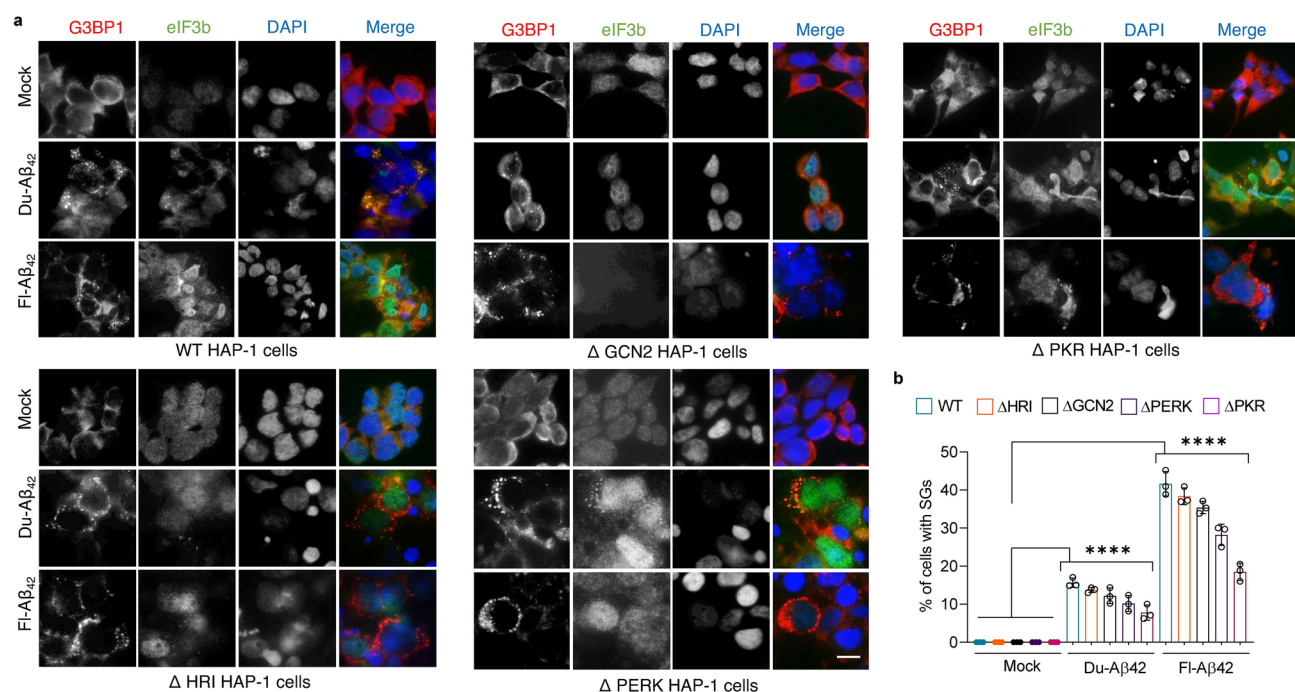 a
G3BP1 eIF3b DAPI Merge
Mock
Du-Aβ42
Fl-Aβ42
WT HAP-1 cells
G3BP1 eIF3b DAPI Merge
Δ GCN2 HAP-1 cells
G3BP1 eIF3b DAPI Merge
Δ PKR HAP-1 cells
Mock
Du-Aβ42
Fl-Aβ42
Δ HRI HAP-1 cells
Δ PERK HAP-1 cells
b
WT ΔHRI ΔGCN2 ΔPERK ΔPKR
% of cells with SGs
50
40
30
20
10
0
****
****
Mock Du-Aβ42 Fl-Aβ42